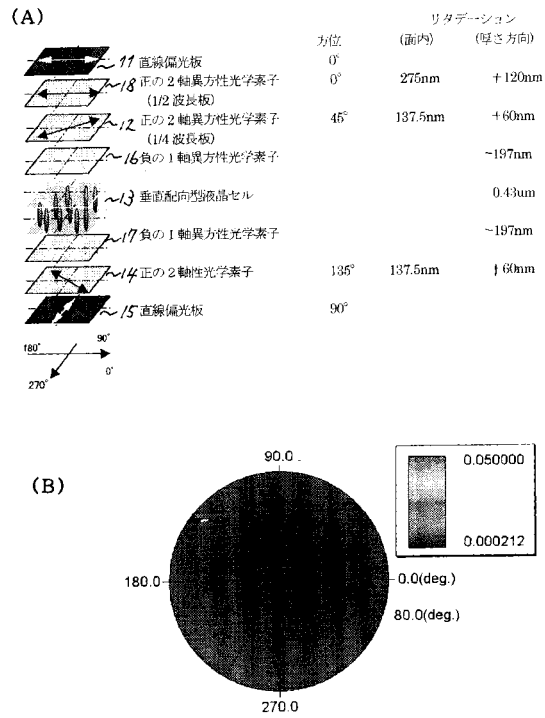 (A)
リタデーション
方位 (面内) (厚さ方向)
11 直線偏光板 0°
18 正の2軸異方性光学素子 0° 275nm +120nm
(1/2波長板)
12 正の2軸異方性光学素子 45° 137.5nm +60nm
(1/4波長板)
16 負の1軸異方性光学素子 -197nm
13 垂直配向型液晶セル 0.43um
17 負の1軸異方性光学素子 -197nm
14 正の2軸性光学素子 135° 137.5nm +60nm
15 直線偏光板 90°
180° 90°
270° 0°
(B)
90.0
0.050000
0.000212
180.0
0.0(deg.)
80.0(deg.)
270.0